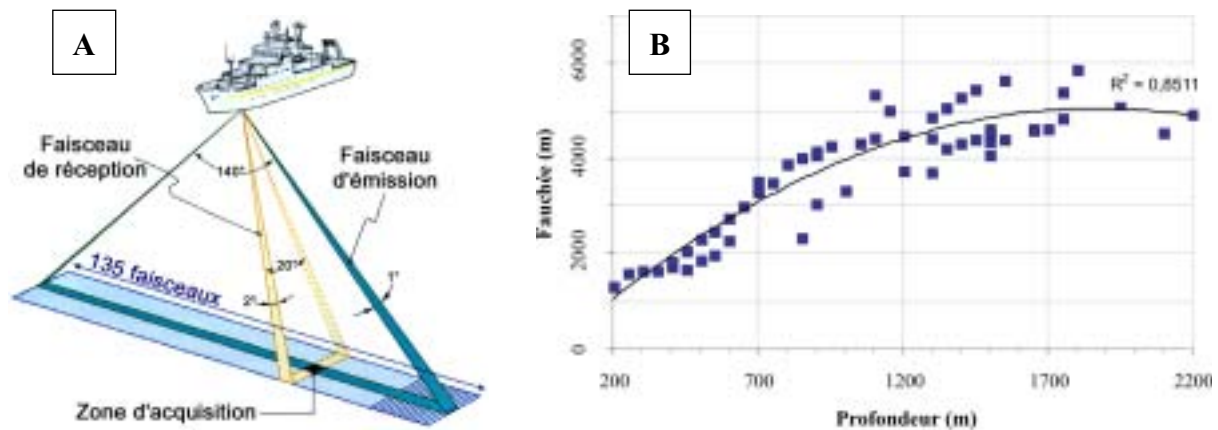 A
Faisceau
de réception
140°
Faisceau
d'émission
135 faisceaux
20°
2°
1°
Zone d'acquisition
B
Fauchée (m)
6000
4000
2000
0
R² = 0,8511
200
700
1200
1700
2200
Profondeur (m)